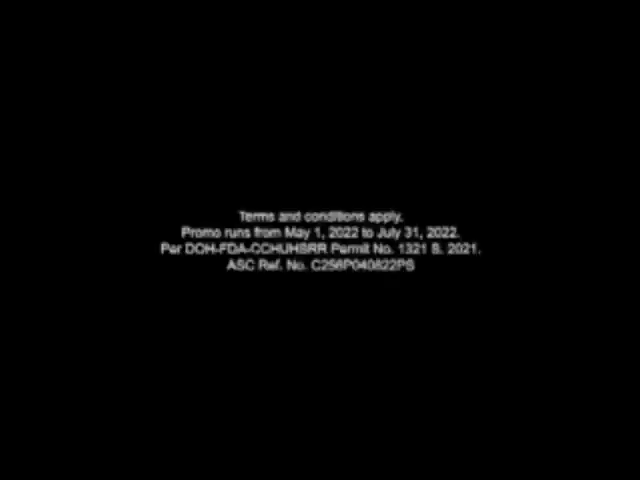 Terms and conditions apply.
Promo runs from May 1, 2022 to July 31, 2022.
Per DOH-FDA-CCHUHSRR Permit No. 1321 S. 2021.
ASC Ref. No. C256P040822PS